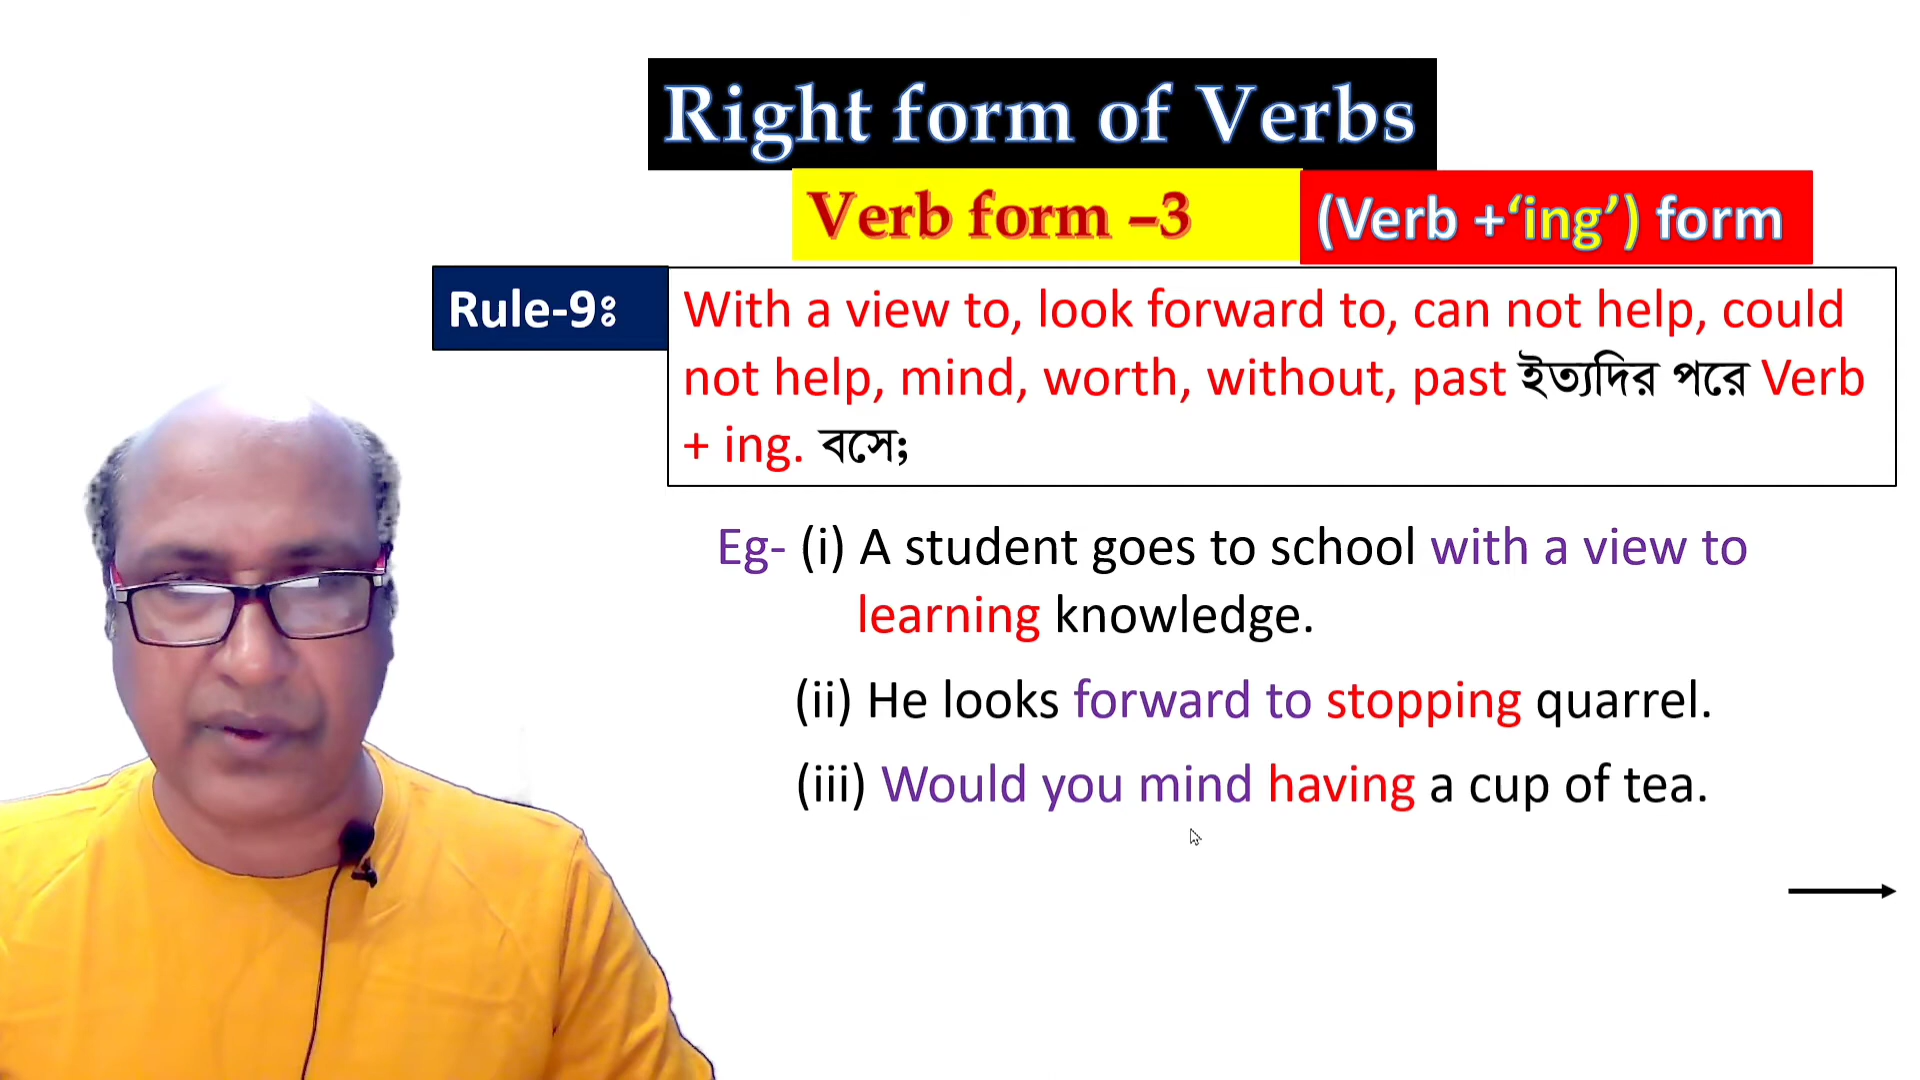 Right form of Verbs
Verb form –3
(Verb +‘ing’) form
Rule-9ঃ
With a view to, look forward to, can not help, could
not help, mind, worth, without, past ইত্যদির পরে Verb
+ ing. বসে;
Eg- (i) A student goes to school with a view to
learning knowledge.
(ii) He looks forward to stopping quarrel.
(iii) Would you mind having a cup of tea.